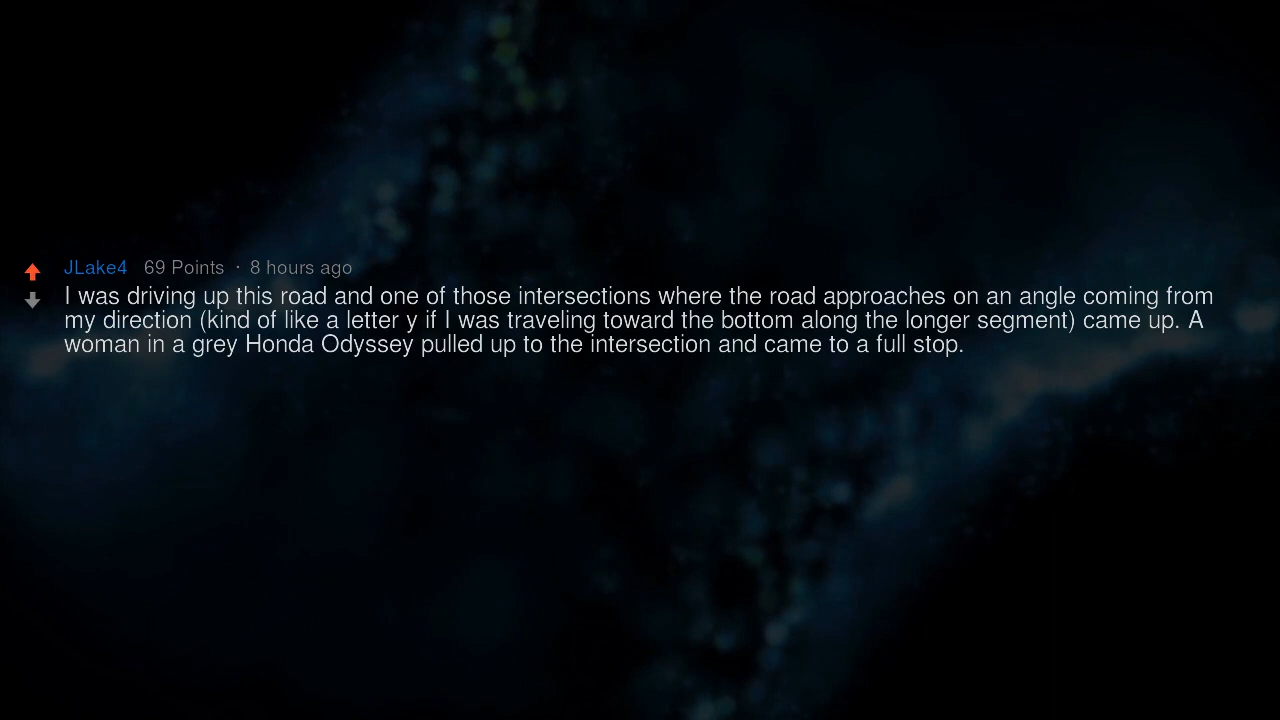 JLake4 69 Points · 8 hours ago
I was driving up this road and one of those intersections where the road approaches on an angle coming from
my direction (kind of like a letter y if I was traveling toward the bottom along the longer segment) came up. A
woman in a grey Honda Odyssey pulled up to the intersection and came to a full stop.